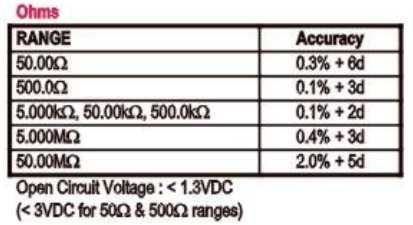 Ohms
RANGE Accuracy
50.00Ω 0.3% + 6d
500.0Ω 0.1% + 3d
5.000kΩ, 50.00kΩ, 500.0kΩ 0.1% + 2d
5.000MΩ 0.4% + 3d
50.00MΩ 2.0% + 5d
Open Circuit Voltage : < 1.3VDC
(< 3VDC for 50Ω & 500Ω ranges)